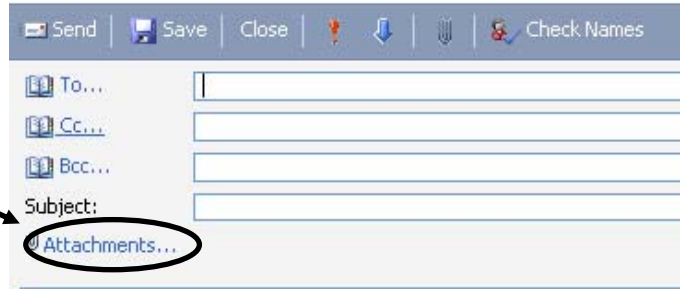 Send Save Close Check Names
To...
Cc...
Bcc...
Subject:
Attachments...